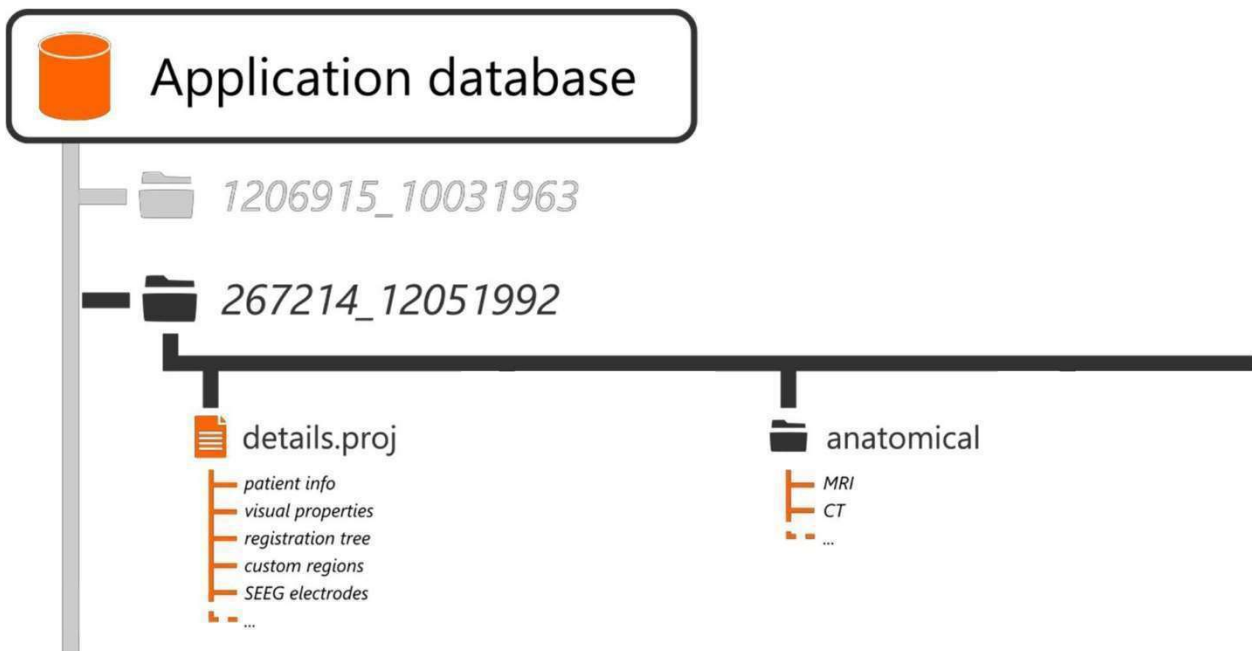 Application database
1206915_10031963
267214_12051992
details.proj
patient info
visual properties
registration tree
custom regions
SEEG electrodes
...
anatomical
MRI
CT
...